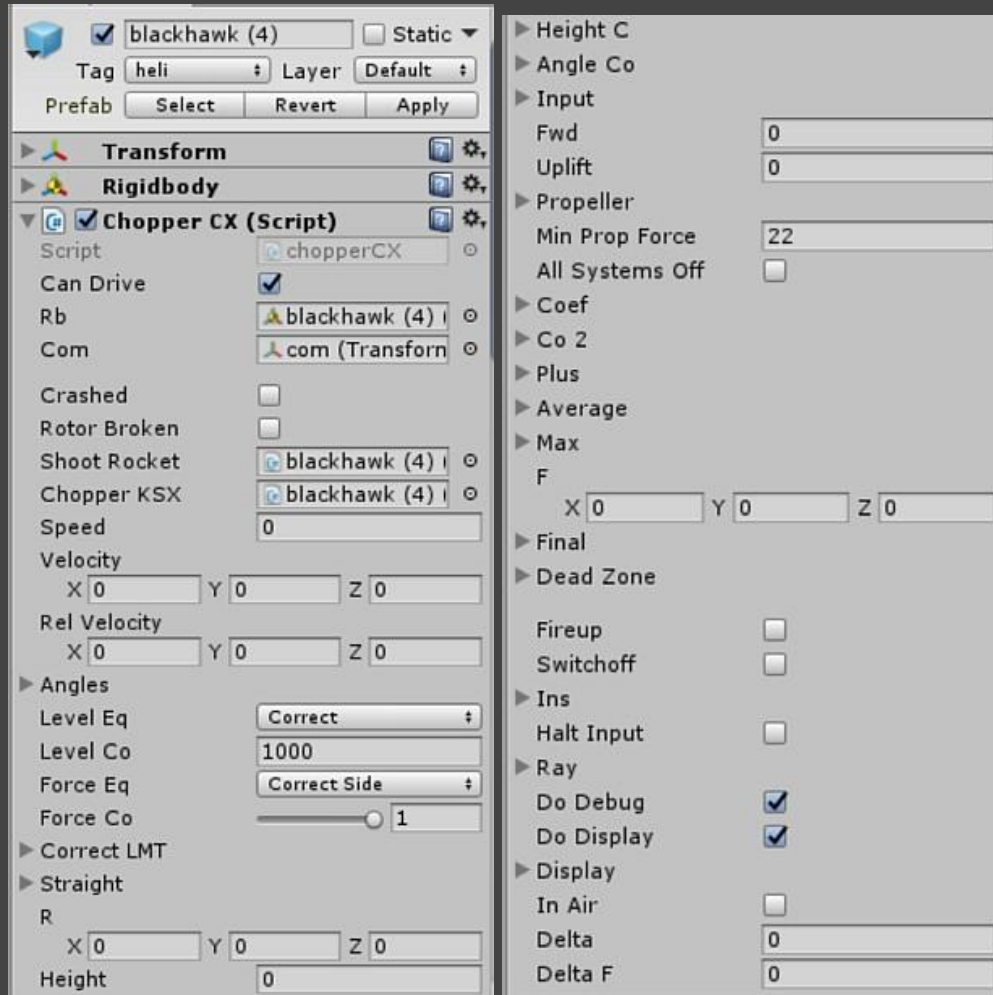 blackhawk (4) Static
Tag heli Layer Default
Prefab Select Revert Apply
Transform
Rigidbody
Chopper CX (Script)
Script chopperCX
Can Drive
Rb blackhawk (4) (
Com com (Transforn
Crashed
Rotor Broken
Shoot Rocket blackhawk (4) (
Chopper KSX blackhawk (4) (
Speed 0
Velocity
X 0 Y 0 Z 0
Rel Velocity
X 0 Y 0 Z 0
Angles
Level Eq Correct
Level Co 1000
Force Eq Correct Side
Force Co 1
Correct LMT
Straight
R
X 0 Y 0 Z 0
Height 0
Height C
Angle Co
Input
Fwd 0
Uplift 0
Propeller
Min Prop Force 22
All Systems Off
Coef
Co 2
Plus
Average
Max
F
X 0 Y 0 Z 0
Final
Dead Zone
Fireup
Switchoff
Ins
Halt Input
Ray
Do Debug
Do Display
Display
In Air
Delta 0
Delta F 0